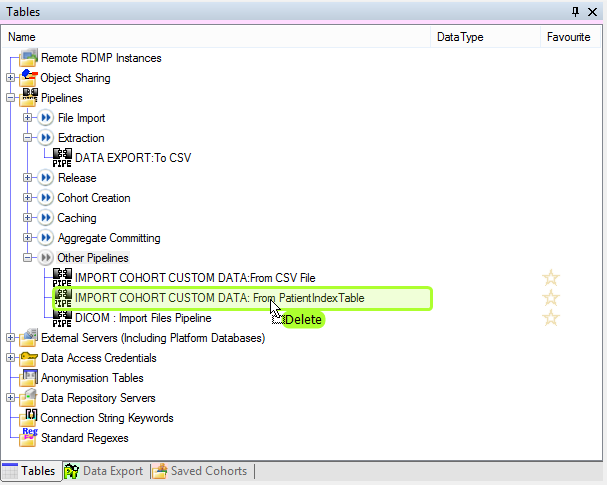 Tables
Name DataType Favourite
Remote RDMP Instances
Object Sharing
Pipelines
File Import
Extraction
PIPE DATA EXPORT:To CSV
Release
Cohort Creation
Caching
Aggregate Committing
Other Pipelines
PIPE IMPORT COHORT CUSTOM DATA:From CSV File
PIPE IMPORT COHORT CUSTOM DATA: From PatientIndexTable
PIPE DICOM : Import Files Pipeline
Delete
External Servers (Including Platform Databases)
Data Access Credentials
Anonymisation Tables
Data Repository Servers
Connection String Keywords
Reg Standard Regexes
Tables Data Export Saved Cohorts